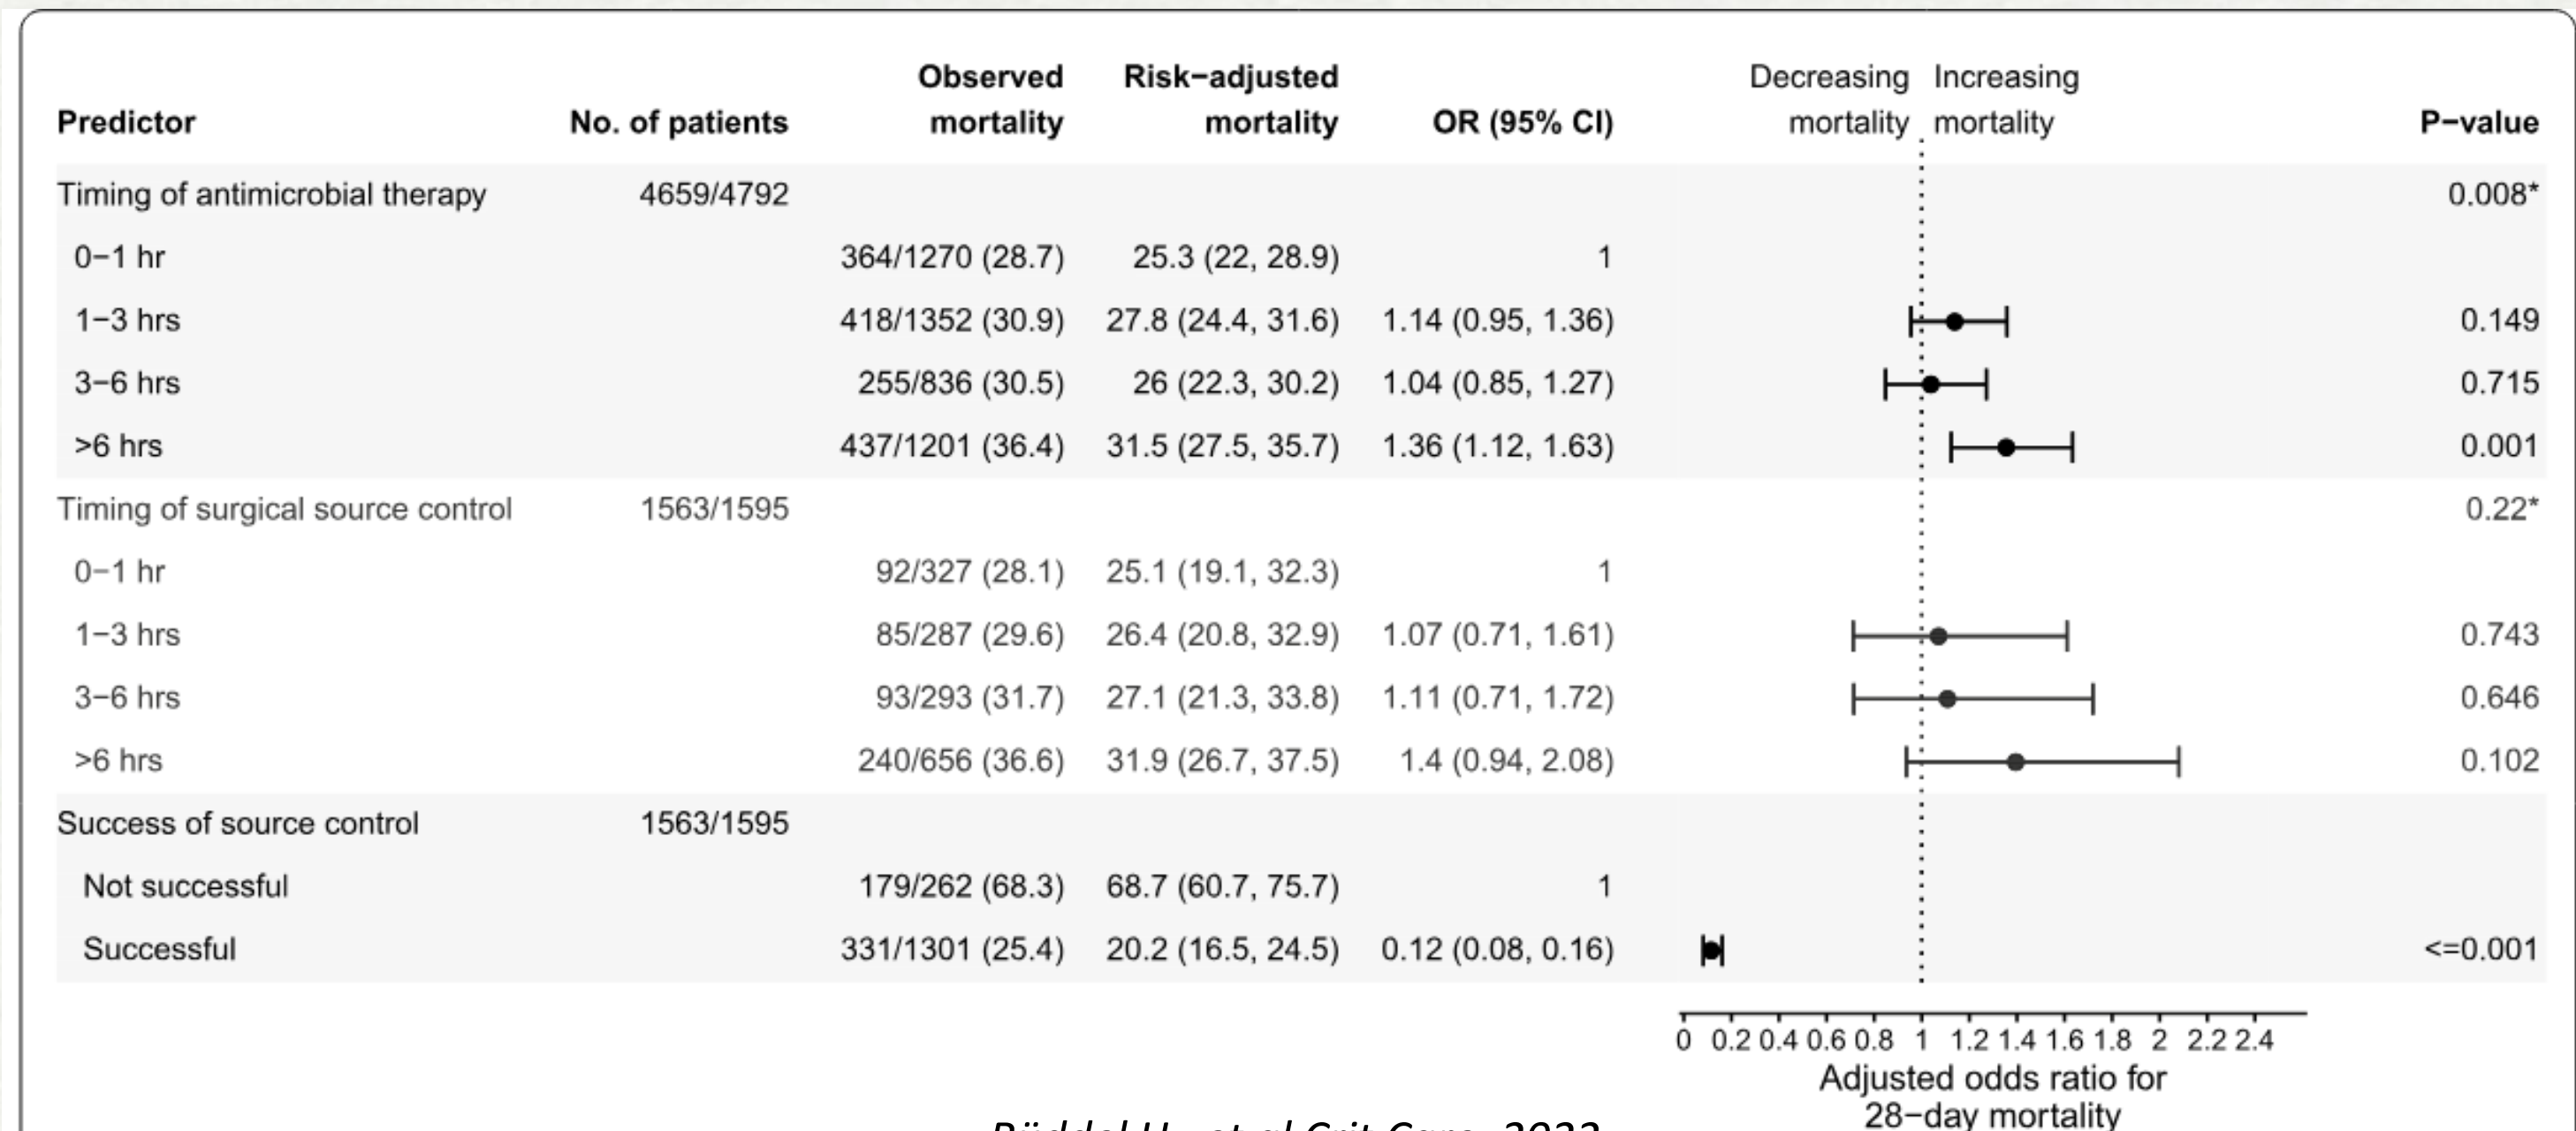 Observed Risk−adjusted Decreasing Increasing
Predictor No. of patients mortality mortality OR (95% CI) mortality mortality P−value
Timing of antimicrobial therapy 4659/4792 0.008*
0−1 hr 364/1270 (28.7) 25.3 (22, 28.9) 1
1−3 hrs 418/1352 (30.9) 27.8 (24.4, 31.6) 1.14 (0.95, 1.36) 0.149
3−6 hrs 255/836 (30.5) 26 (22.3, 30.2) 1.04 (0.85, 1.27) 0.715
>6 hrs 437/1201 (36.4) 31.5 (27.5, 35.7) 1.36 (1.12, 1.63) 0.001
Timing of surgical source control 1563/1595 0.22*
0−1 hr 92/327 (28.1) 25.1 (19.1, 32.3) 1
1−3 hrs 85/287 (29.6) 26.4 (20.8, 32.9) 1.07 (0.71, 1.61) 0.743
3−6 hrs 93/293 (31.7) 27.1 (21.3, 33.8) 1.11 (0.71, 1.72) 0.646
>6 hrs 240/656 (36.6) 31.9 (26.7, 37.5) 1.4 (0.94, 2.08) 0.102
Success of source control 1563/1595
Not successful 179/262 (68.3) 68.7 (60.7, 75.7) 1
Successful 331/1301 (25.4) 20.2 (16.5, 24.5) 0.12 (0.08, 0.16) <=0.001
0 0.2 0.4 0.6 0.8 1 1.2 1.4 1.6 1.8 2 2.2 2.4
Adjusted odds ratio for
28−day mortality
et al Crit Care